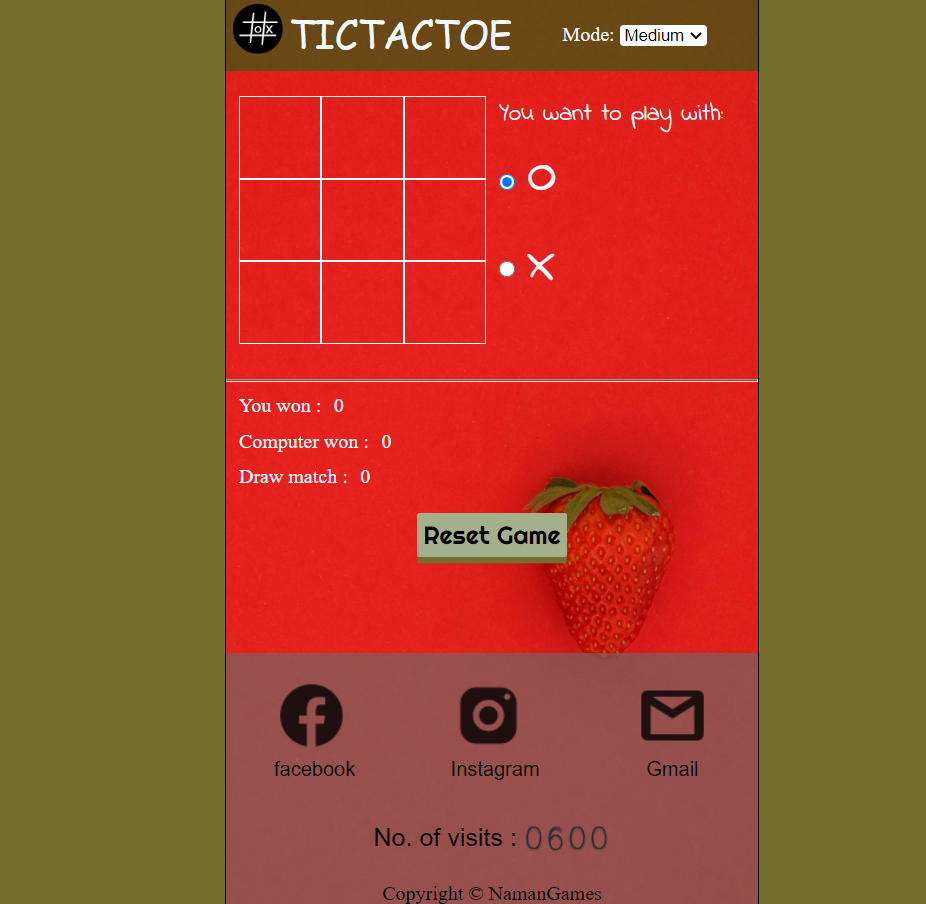 TICTACTOE
Mode: Medium
You want to play with:
O
X
You won : 0
Computer won : 0
Draw match : 0
Reset Game
facebook Instagram Gmail
No. of visits : 0600
Copyright © NamanGames